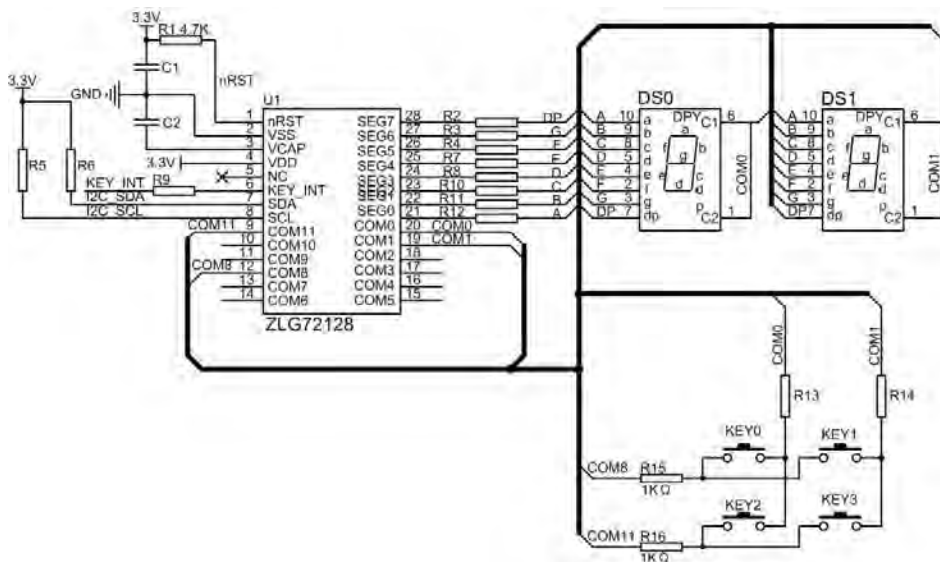 3.3V
R1 4.7K
C1
nRST
GND
C2
3.3V
R5
R6
3.3V
R9
KEY_INT
I2C_SDA
I2C_SCL
COM11
COM8
U1
1 nRST SEG7 28 R2 DP
2 VSS SEG6 27 R3 G
3 VCAP SEG5 26 R4 F
4 VDD SEG4 25 R7 E
5 NC SEG3 24 R8 D
6 KEY_INT 23 R10 C
7 SDA SEG1 22 R11 B
8 SCL SEG0 21 R12 A
9 COM11 COM0 20 COM0
10 COM10 COM1 19 COM1
11 COM9 COM2 18
12 COM8 COM3 17
13 COM7 COM4 16
14 COM6 COM5 15
ZLG72128
DS0
A 10 a DPY C1 6
B 9 b
C 8 c
D 5 d
E 4 e
F 2 f
G 3 g
DP 7 dp C2 1
a
f b
g
e c
d p
COM0
DS1
A 10 a DPY C1 6
B 9 b
C 8 c
D 5 d
E 4 e
F 2 f
G 3 g
DP7 dp C2 1
a
f b
g
e c
d p
COM1
COM0
COM1
R13
R14
KEY0
KEY1
COM8
R15
1KΩ
KEY2
KEY3
COM11
R16
1KΩ